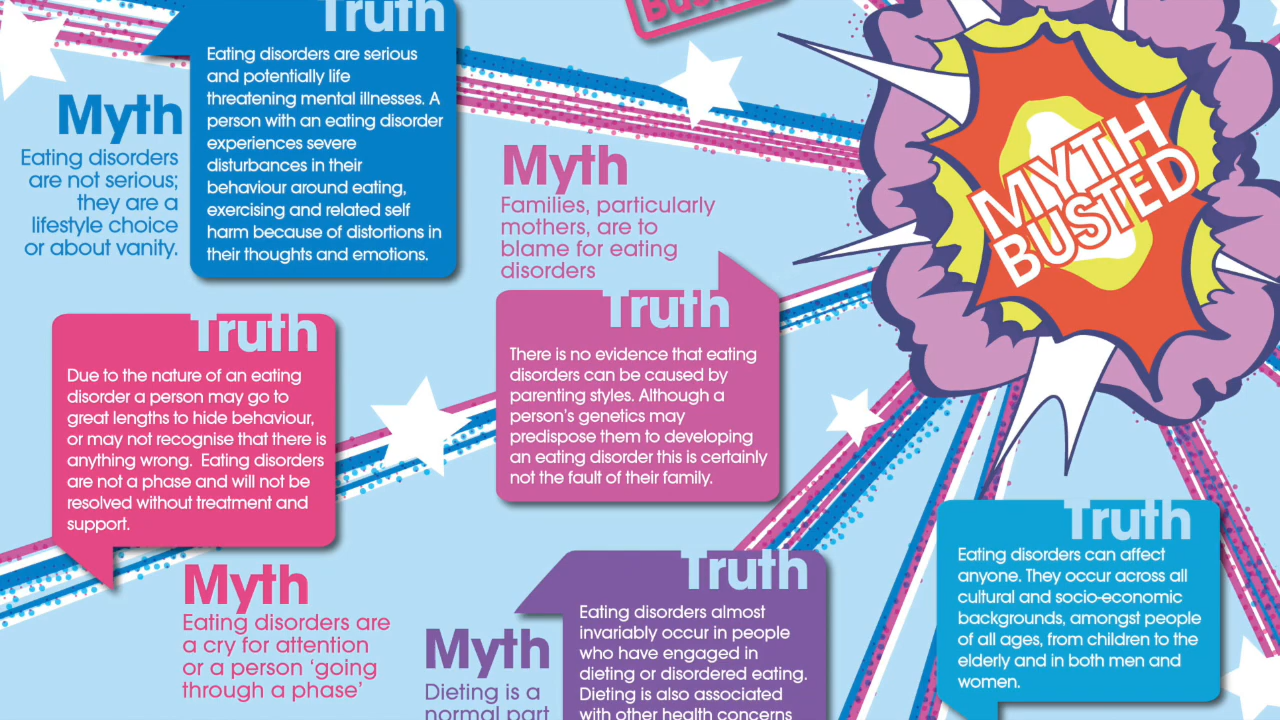 Truth
Eating disorders are serious
and potentially life
threatening mental illnesses. A
person with an eating disorder
experiences severe
disturbances in their
behaviour around eating,
exercising and related self
harm because of distortions in
their thoughts and emotions.
Myth
Eating disorders
are not serious;
they are a
lifestyle choice
or about vanity.
Myth
Families, particularly
mothers, are to
blame for eating
disorders
Truth
There is no evidence that eating
disorders can be caused by
parenting styles. Although a
person's genetics may
predispose them to developing
an eating disorder this is certainly
not the fault of their family.
MYTH
BUSTED
Truth
Due to the nature of an eating
disorder a person may go to
great lengths to hide behaviour,
or may not recognise that there is
anything wrong.  Eating disorders
are not a phase and will not be
resolved without treatment and
support.
Myth
Eating disorders are
a cry for attention
or a person ‘going
through a phase’
Myth
Dieting is a
normal part
Truth
Eating disorders almost
invariably occur in people
who have engaged in
dieting or disordered eating.
Dieting is also associated
with other health concerns
Truth
Eating disorders can affect
anyone. They occur across all
cultural and socio-economic
backgrounds, amongst people
of all ages, from children to the
elderly and in both men and
women.